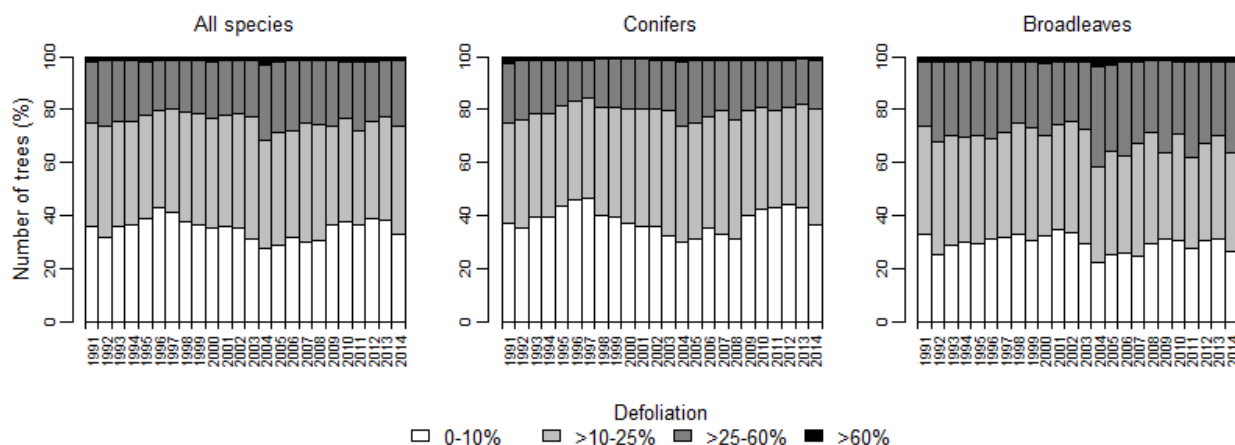 All species
Conifers
Broadleaves
Number of trees (%)
0 20 40 60 80 100
1991 1992 1993 1994 1995 1996 1997 1998 1999 2000 2001 2002 2003 2004 2005 2006 2007 2008 2009 2010 2011 2012 2013 2014
0 20 40 60 80 100
1991 1992 1993 1994 1995 1996 1997 1998 1999 2000 2001 2002 2003 2004 2005 2006 2007 2008 2009 2010 2011 2012 2013 2014
0 20 40 60 80 100
1991 1992 1993 1994 1995 1996 1997 1998 1999 2000 2001 2002 2003 2004 2005 2006 2007 2008 2009 2010 2011 2012 2013 2014
Defoliation
0-10% >10-25% >25-60% >60%